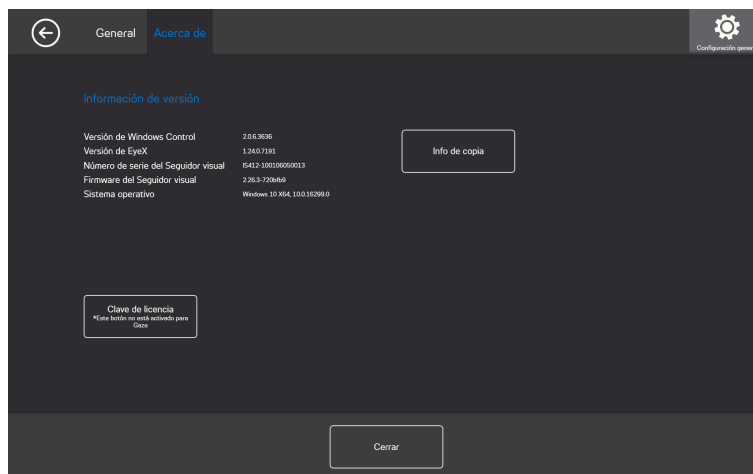 General
Acerca de
Configuración gener
Información de versión
Versión de Windows Control 2.0.6.3636
Versión de EyeX 1.24.0.7191
Número de serie del Seguidor visual IS412-100106050013
Firmware del Seguidor visual 2.26.3-720bfb9
Sistema operativo Windows 10 X64, 10.0.16299.0
Info de copia
Clave de licencia
*Este botón no está activado para
Gaze
Cerrar